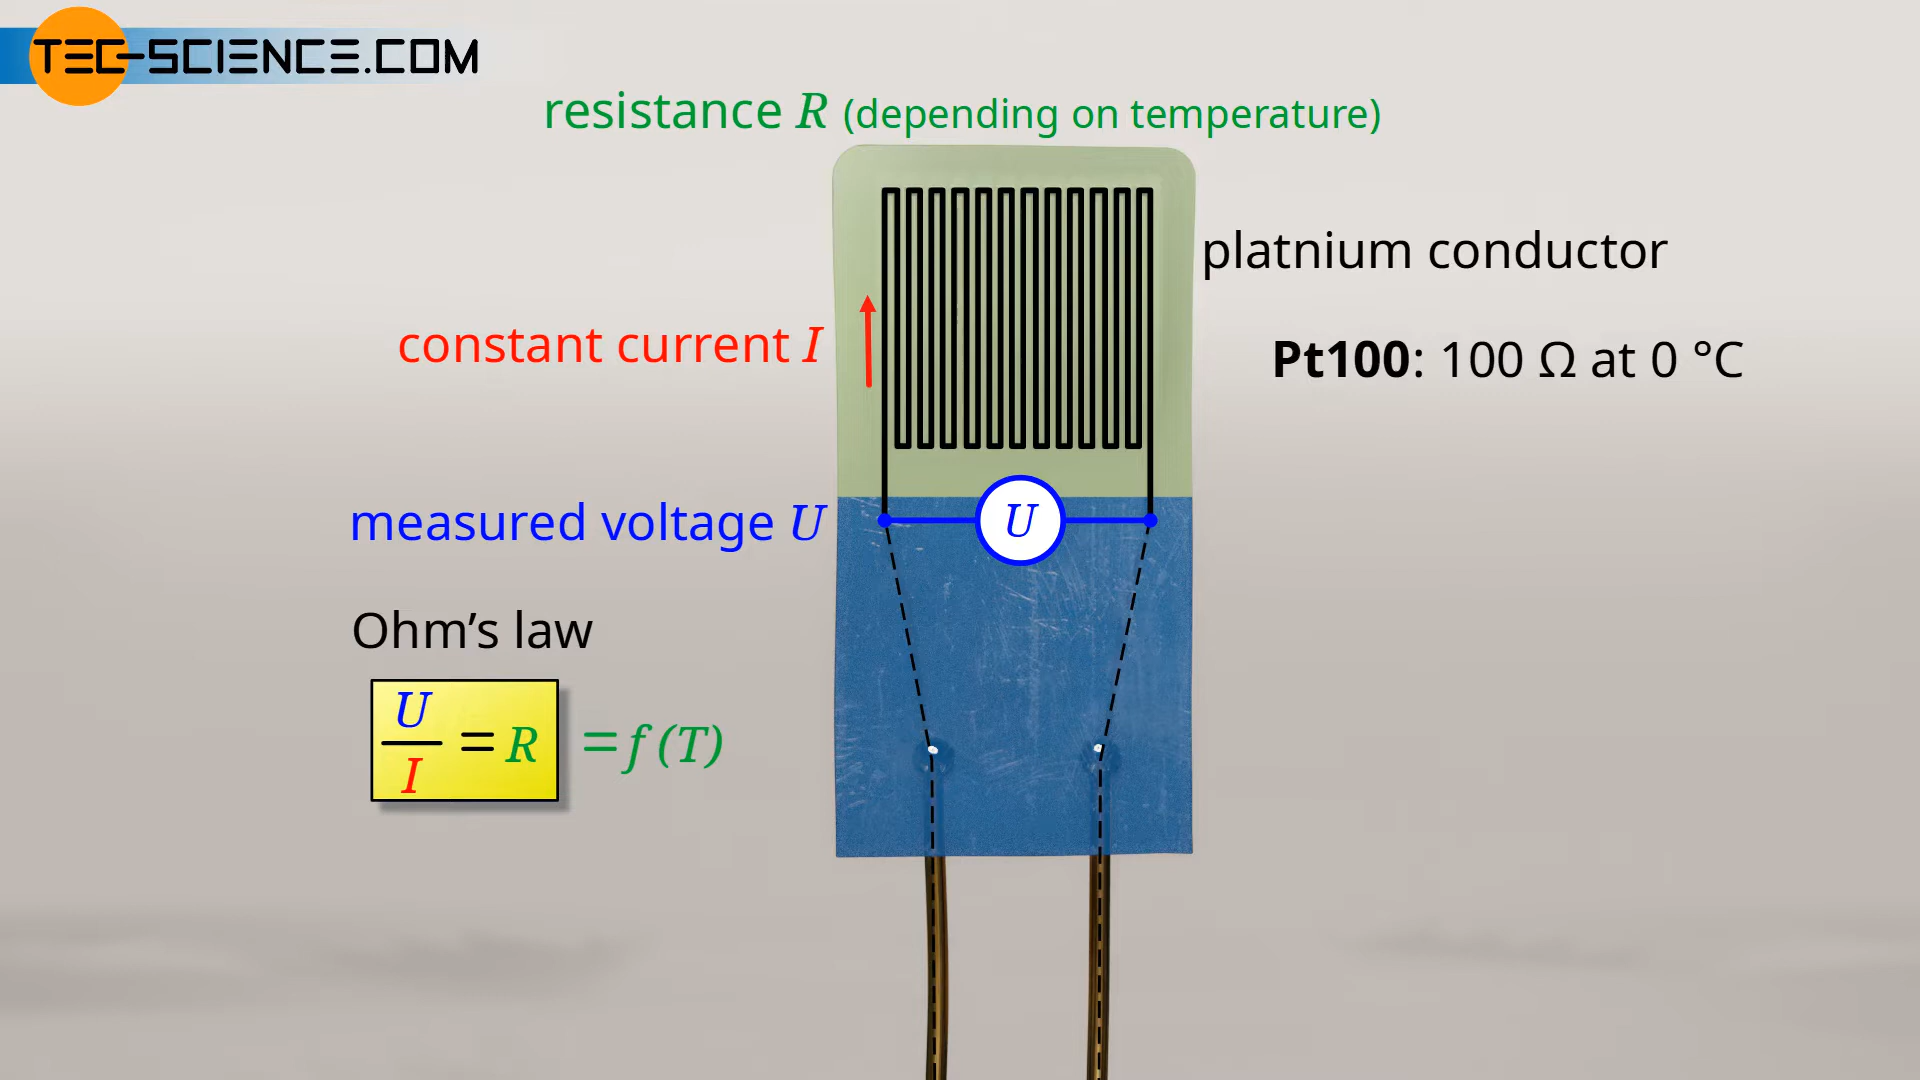 TEC-SCIENCE.COM
resistance R (depending on temperature)
platnium conductor
constant current I
Pt100: 100 Ω at 0 °C
measured voltage U
U
Ohm’s law
U
I
= R = f (T)